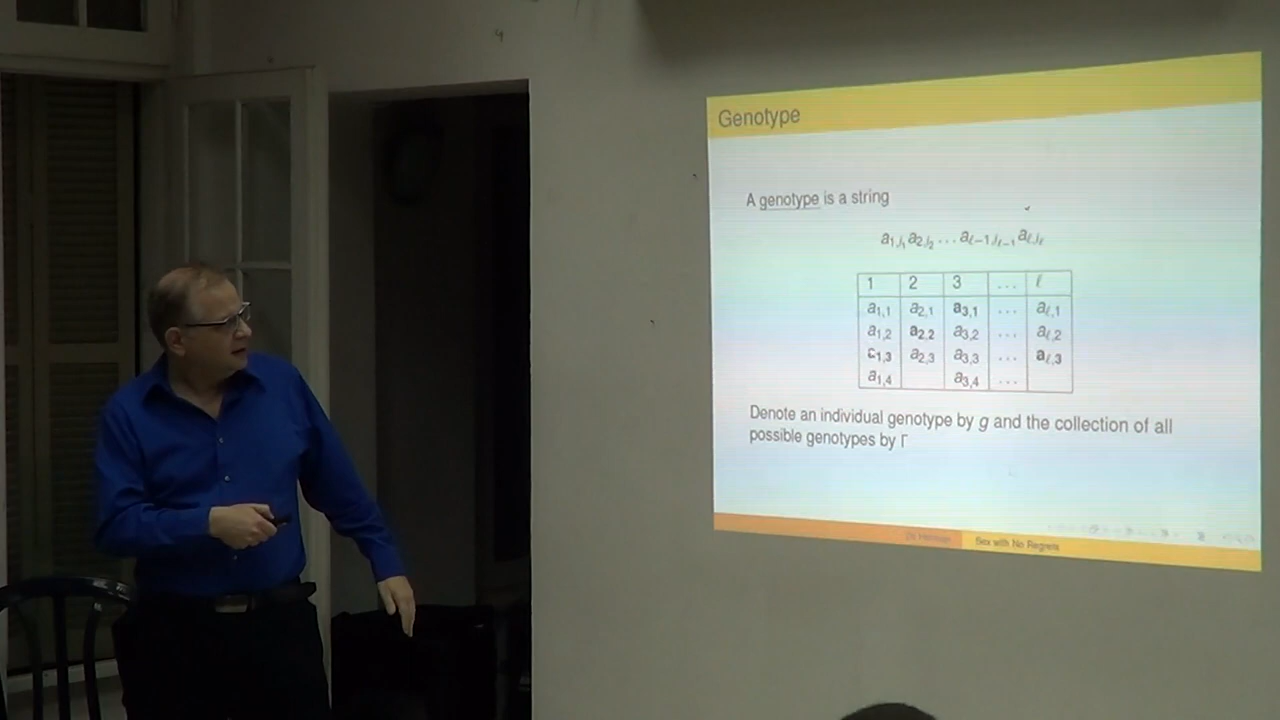 Genotype
A genotype is a string
a₁,ⱼ₁ a₂,ⱼ₂ ⋯ aℓ₋₁,ⱼℓ₋₁ aℓ,ⱼℓ
1 2 3 ... ℓ
a₁,₁ a₂,₁ a₃,₁ ... aℓ,₁
a₁,₂ a₂,₂ a₃,₂ ... aℓ,₂
a₁,₃ a₂,₃ a₃,₃ ... aℓ,₃
a₁,₄ a₃,₄ ...
Denote an individual genotype by g and the collection of all
possible genotypes by Γ
Sex with No Regrets